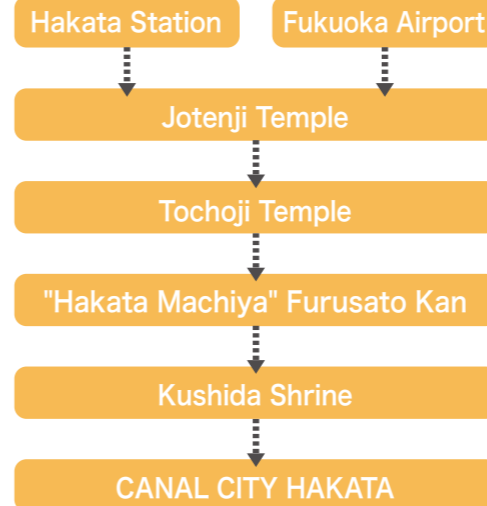 Hakata Station
Fukuoka Airport
Jotenji Temple
Tochoji Temple
"Hakata Machiya" Furusato Kan
Kushida Shrine
CANAL CITY HAKATA